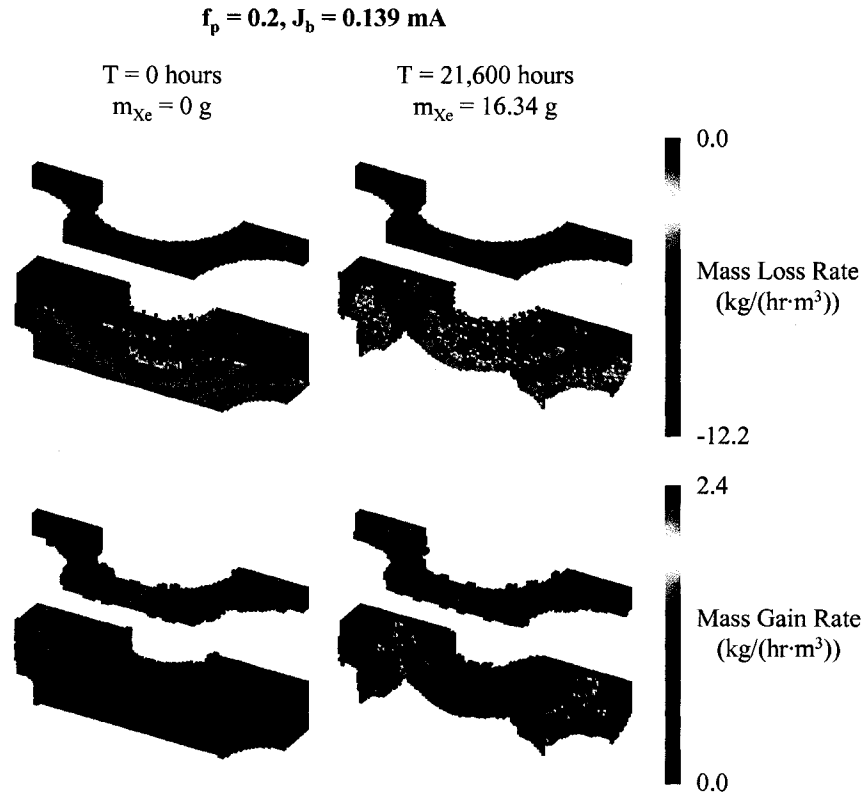 f_p = 0.2, J_b = 0.139 mA
T = 0 hours
m_Xe = 0 g
T = 21,600 hours
m_Xe = 16.34 g
0.0
Mass Loss Rate
(kg/(hr·m³))
-12.2
2.4
Mass Gain Rate
(kg/(hr·m³))
0.0